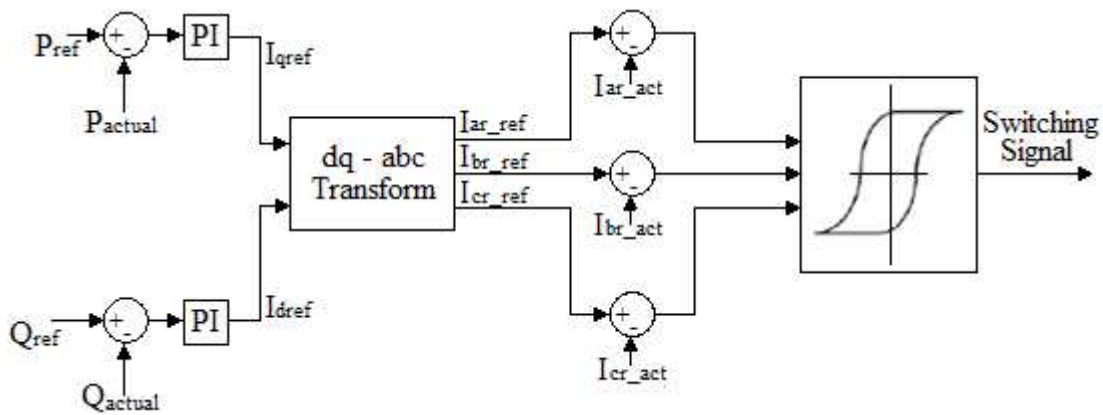 Pref
+
-
PI
Iqref
Pactual
dq - abc
Transform
Iar_ref
Ibr_ref
Icr_ref
+
-
Iar_act
+
-
Ibr_act
+
-
Icr_act
Switching
Signal
Qref
+
-
PI
Idref
Qactual